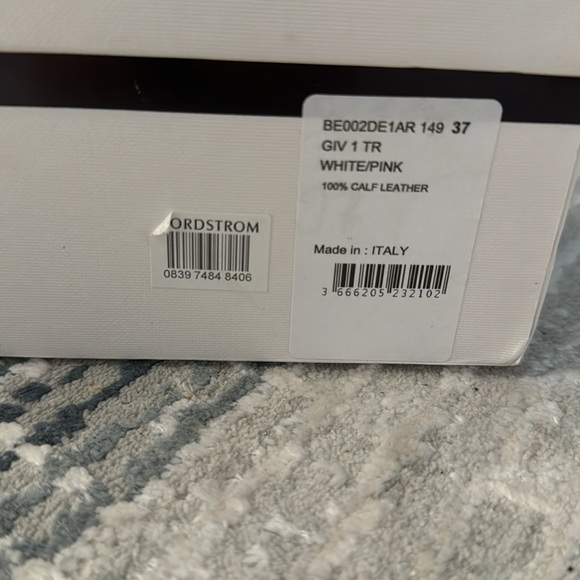 BE002DE1AR 149 37
GIV 1 TR
WHITE/PINK
100% CALF LEATHER
Made in : ITALY
3 666205 232102
ORDSTROM
0839 7484 8406